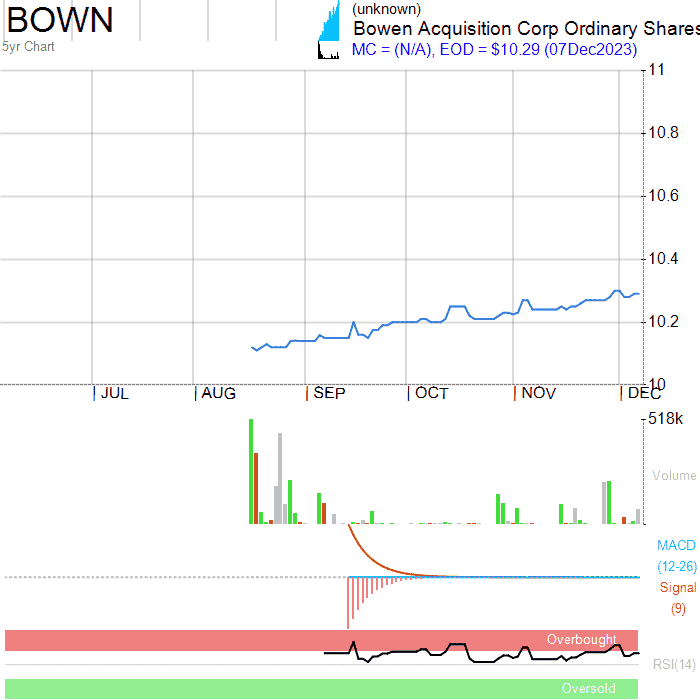 BOWN
5yr Chart
(unknown)
Bowen Acquisition Corp Ordinary Shares
MC = (N/A), EOD = $10.29 (07Dec2023)
11
10.8
10.6
10.4
10.2
10
JUL AUG SEP OCT NOV DEC
518k
Volume
MACD
(12-26)
Signal
(9)
Overbought
RSI(14)
Oversold